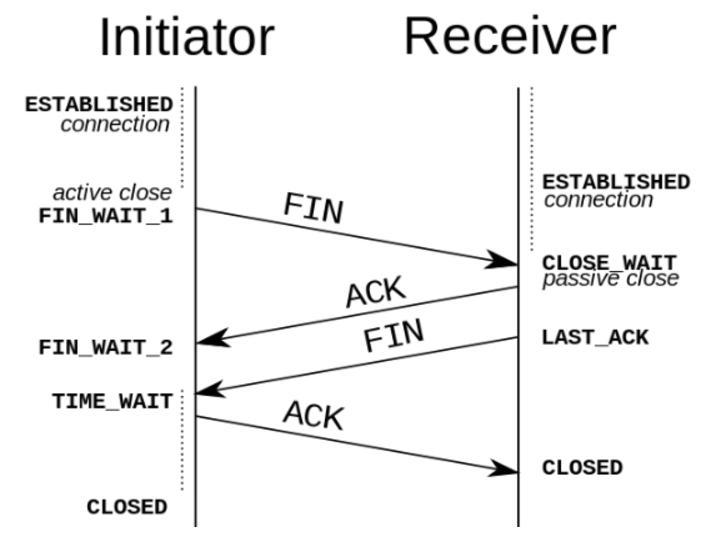 Initiator
Receiver
ESTABLISHED
connection
active close
FIN_WAIT_1
FIN
ESTABLISHED
connection
CLOSE_WAIT
passive close
ACK
FIN
FIN_WAIT_2
LAST_ACK
TIME_WAIT
ACK
CLOSED
CLOSED